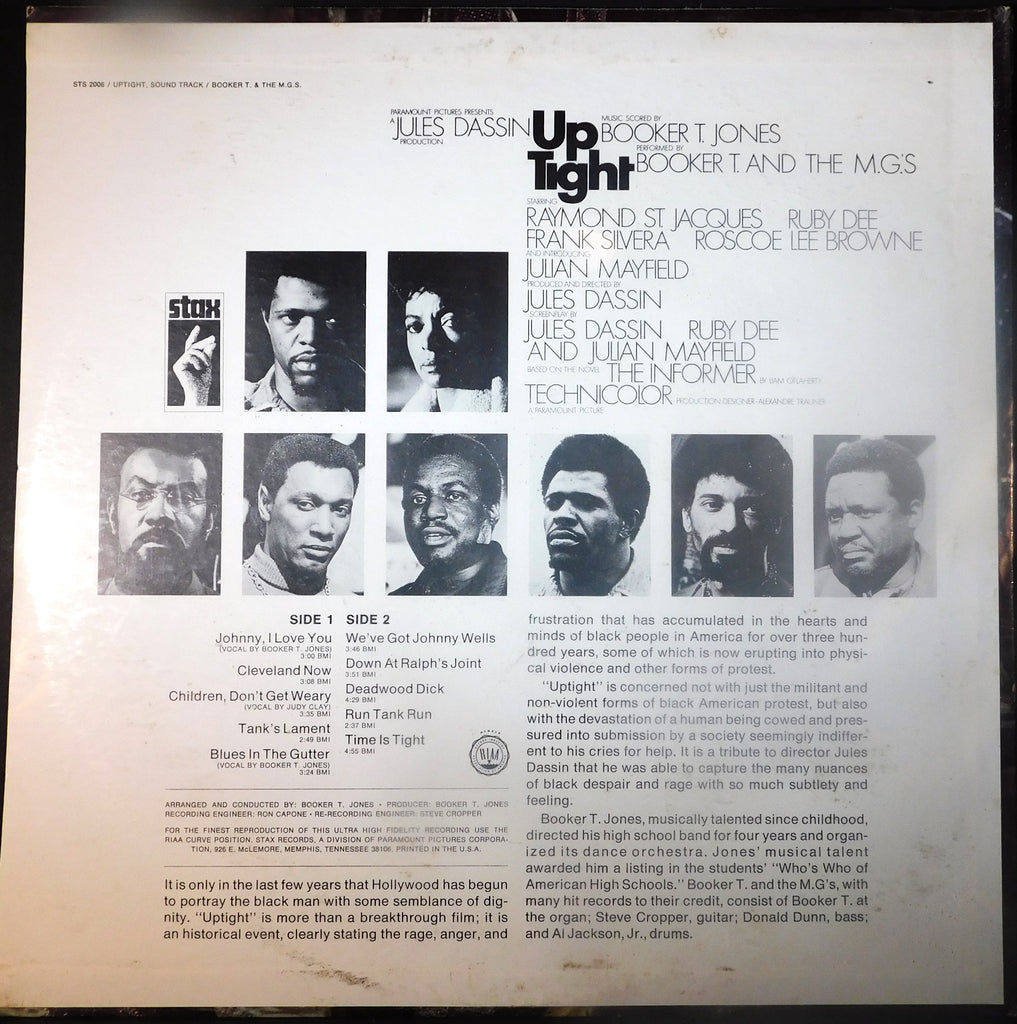 STS 2006 / UPTIGHT, SOUND TRACK / BOOKER T. & THE M.G.S.
PARAMOUNT PICTURES PRESENTS
A JULES DASSIN
PRODUCTION
Up
Tight
MUSIC SCORED BY
BOOKER T. JONES
PERFORMED BY
BOOKER T. AND THE M.G.'S
STARRING
RAYMOND ST. JACQUES RUBY DEE
FRANK SILVERA ROSCOE LEE BROWNE
AND INTRODUCING
JULIAN MAYFIELD
PRODUCED AND DIRECTED BY
JULES DASSIN
SCREENPLAY BY
JULES DASSIN RUBY DEE
AND JULIAN MAYFIELD
BASED ON THE NOVEL THE INFORMER BY LIAM O'FLAHERTY
TECHNICOLOR PRODUCTION DESIGNER-ALEXANDRE TRAUNER
A PARAMOUNT PICTURE
stax
SIDE 1
Johnny, I Love You
(VOCAL BY BOOKER T. JONES)
3:00 BMI
Cleveland Now
3:08 BMI
Children, Don't Get Weary
(VOCAL BY JUDY CLAY)
3:35 BMI
Tank's Lament
2:49 BMI
Blues In The Gutter
(VOCAL BY BOOKER T. JONES)
3:24 BMI
SIDE 2
We've Got Johnny Wells
3:46 BMI
Down At Ralph's Joint
3:51 BMI
Deadwood Dick
4:29 BMI
Run Tank Run
2:37 BMI
Time Is Tight
4:55 BMI
RIAA
ARRANGED AND CONDUCTED BY: BOOKER T. JONES • PRODUCER: BOOKER T. JONES
RECORDING ENGINEER: RON CAPONE • RE-RECORDING ENGINEER: STEVE CROPPER
FOR THE FINEST REPRODUCTION OF THIS ULTRA HIGH FIDELITY RECORDING USE THE
RIAA CURVE POSITION. STAX RECORDS, A DIVISION OF PARAMOUNT PICTURES CORPORA-
TION, 926 E. McLEMORE, MEMPHIS, TENNESSEE 38106. PRINTED IN THE U.S.A.
It is only in the last few years that Hollywood has begun
to portray the black man with some semblance of dig-
nity. "Uptight" is more than a breakthrough film; it is
an historical event, clearly stating the rage, anger, and
frustration that has accumulated in the hearts and
minds of black people in America for over three hun-
dred years, some of which is now erupting into physi-
cal violence and other forms of protest.
"Uptight" is concerned not with just the militant and
non-violent forms of black American protest, but also
with the devastation of a human being cowed and pres-
sured into submission by a society seemingly indiffer-
ent to his cries for help. It is a tribute to director Jules
Dassin that he was able to capture the many nuances
of black despair and rage with so much subtlety and
feeling.
Booker T. Jones, musically talented since childhood,
directed his high school band for four years and organ-
ized its dance orchestra. Jones' musical talent
awarded him a listing in the students' "Who's Who of
American High Schools." Booker T. and the M.G's, with
many hit records to their credit, consist of Booker T. at
the organ; Steve Cropper, guitar; Donald Dunn, bass;
and Al Jackson, Jr., drums.